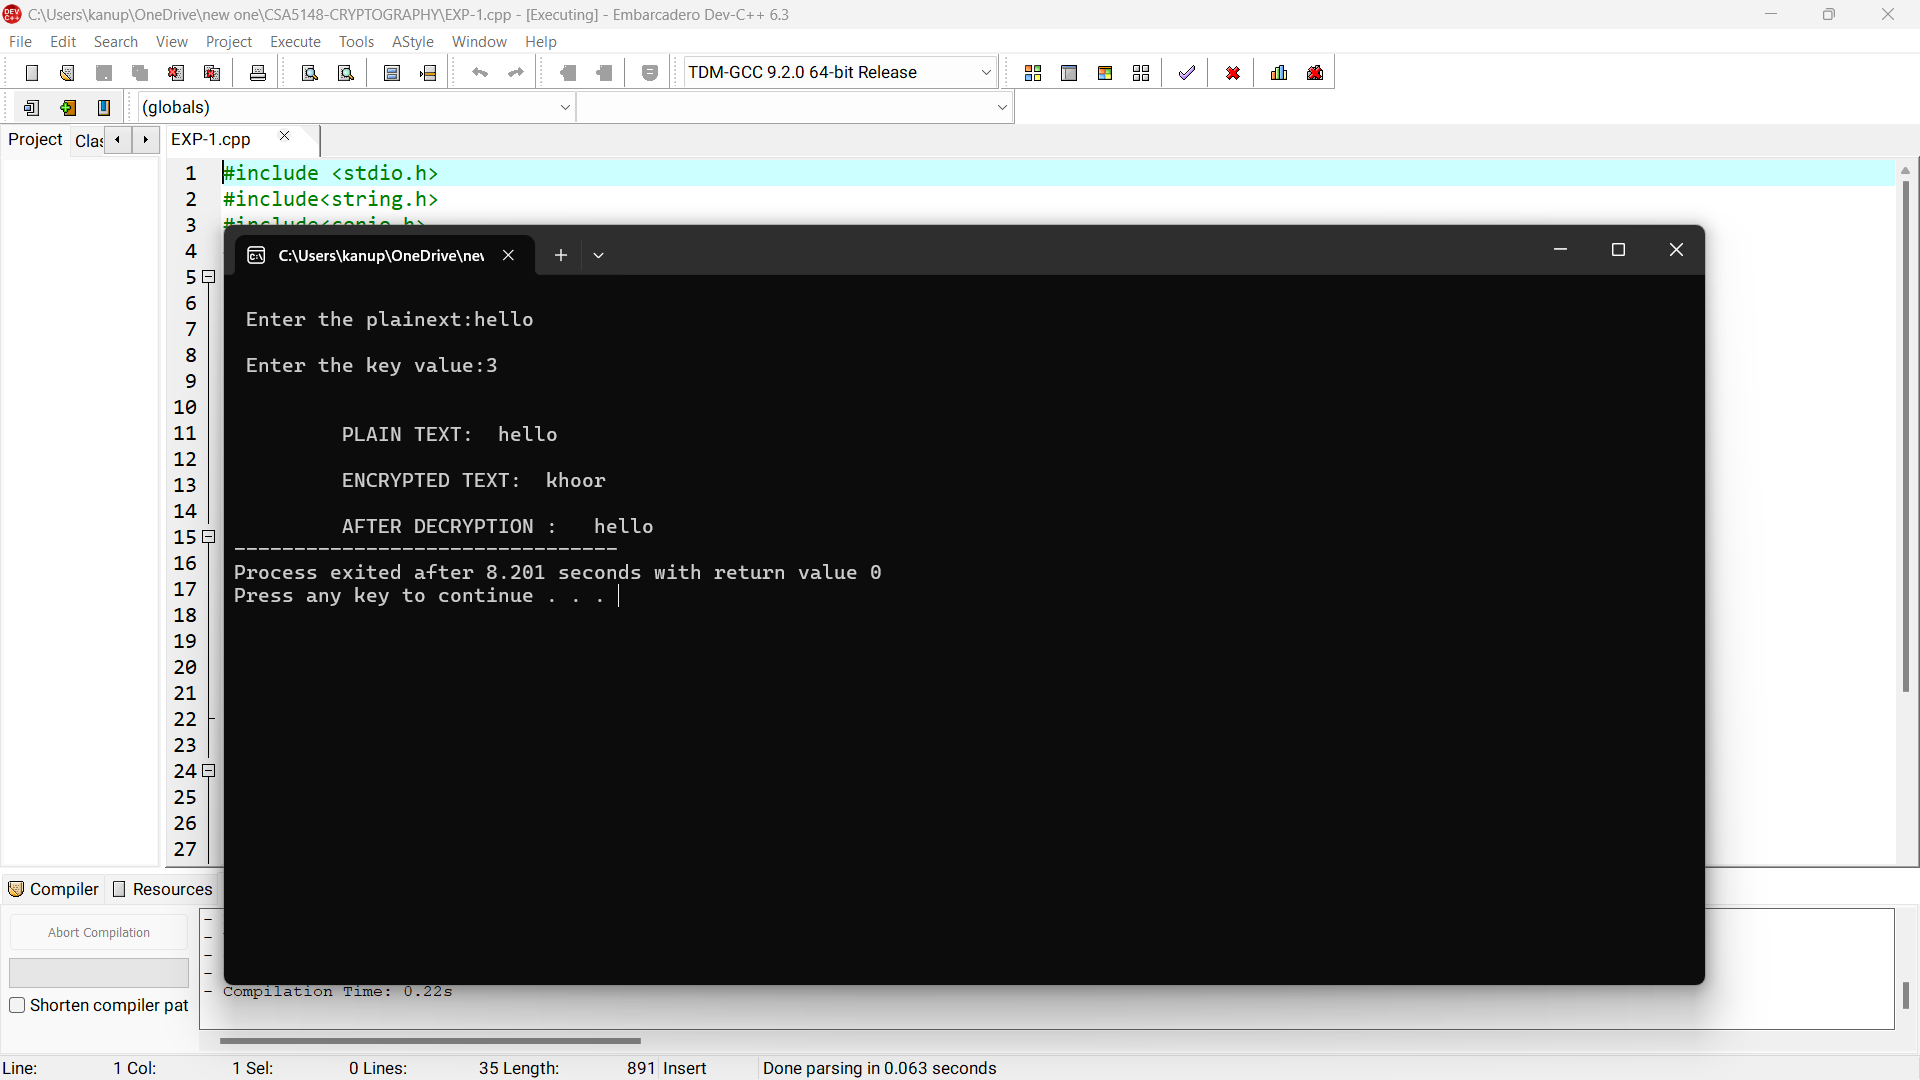 C:\Users\kanup\OneDrive\new one\CSA5148-CRYPTOGRAPHY\EXP-1.cpp - [Executing] - Embarcadero Dev-C++ 6.3
File Edit Search View Project Execute Tools AStyle Window Help
TDM-GCC 9.2.0 64-bit Release
(globals)
Project Clas EXP-1.cpp
1 #include <stdio.h>
2 #include<string.h>
3 #include<conio.h>
4
5
6
7
8
9
10
11
12
13
14
15
16
17
18
19
20
21
22
23
24
25
26
27
C:\Users\kanup\OneDrive\new
Enter the plainext:hello
Enter the key value:3
PLAIN TEXT:  hello
ENCRYPTED TEXT:  khoor
AFTER DECRYPTION :   hello
--------------------------------
Process exited after 8.201 seconds with return value 0
Press any key to continue . . .
Compiler Resources
Abort Compilation
Shorten compiler pat
-
-
-
-
- Compilation Time: 0.22s
Line: 1 Col: 1 Sel: 0 Lines: 35 Length: 891 Insert Done parsing in 0.063 seconds